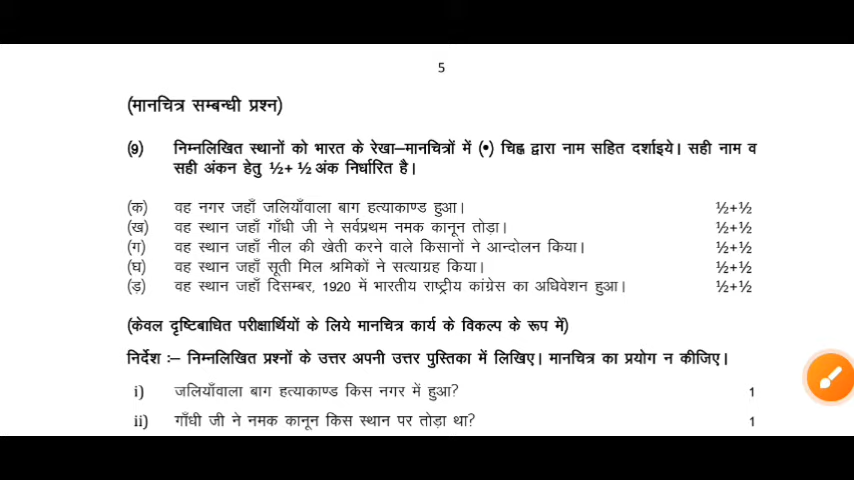 5
(मानचित्र सम्बन्धी प्रश्न)
(9) निम्नलिखित स्थानों को भारत के रेखा–मानचित्रों में (•) चिह्न द्वारा नाम सहित दर्शाइये। सही नाम व
सही अंकन हेतु ½+ ½ अंक निर्धारित है।
(क) वह नगर जहाँ जलियाँवाला बाग हत्याकाण्ड हुआ। ½+½
(ख) वह स्थान जहाँ गाँधी जी ने सर्वप्रथम नमक कानून तोड़ा। ½+½
(ग) वह स्थान जहाँ नील की खेती करने वाले किसानों ने आन्दोलन किया। ½+½
(घ) वह स्थान जहाँ सूती मिल श्रमिकों ने सत्याग्रह किया। ½+½
(ड़) वह स्थान जहाँ दिसम्बर, 1920 में भारतीय राष्ट्रीय कांग्रेस का अधिवेशन हुआ। ½+½
(केवल दृष्टिबाधित परीक्षार्थियों के लिये मानचित्र कार्य के विकल्प के रूप में)
निर्देश :– निम्नलिखित प्रश्नों के उत्तर अपनी उत्तर पुस्तिका में लिखिए। मानचित्र का प्रयोग न कीजिए।
i) जलियाँवाला बाग हत्याकाण्ड किस नगर में हुआ? 1
ii) गाँधी जी ने नमक कानून किस स्थान पर तोड़ा था? 1